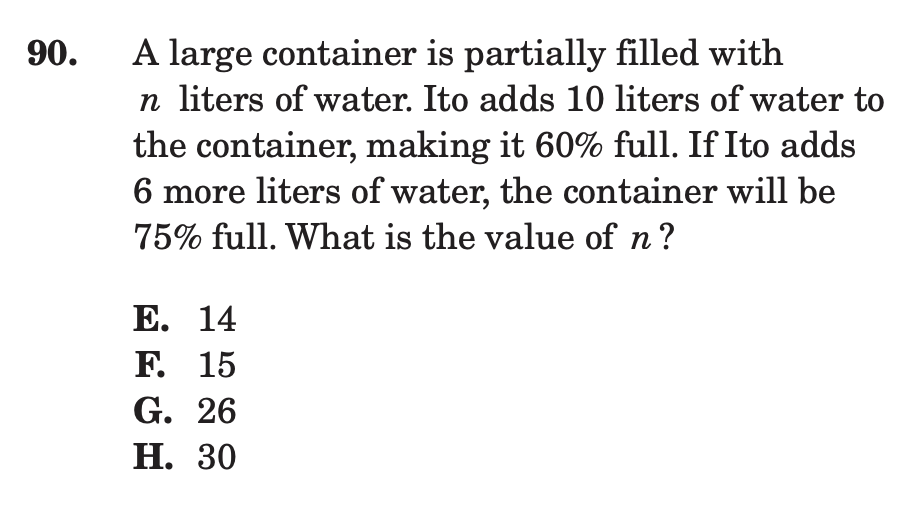 90. A large container is partially filled with
n liters of water. Ito adds 10 liters of water to
the container, making it 60% full. If Ito adds
6 more liters of water, the container will be
75% full. What is the value of n?
E. 14
F. 15
G. 26
H. 30